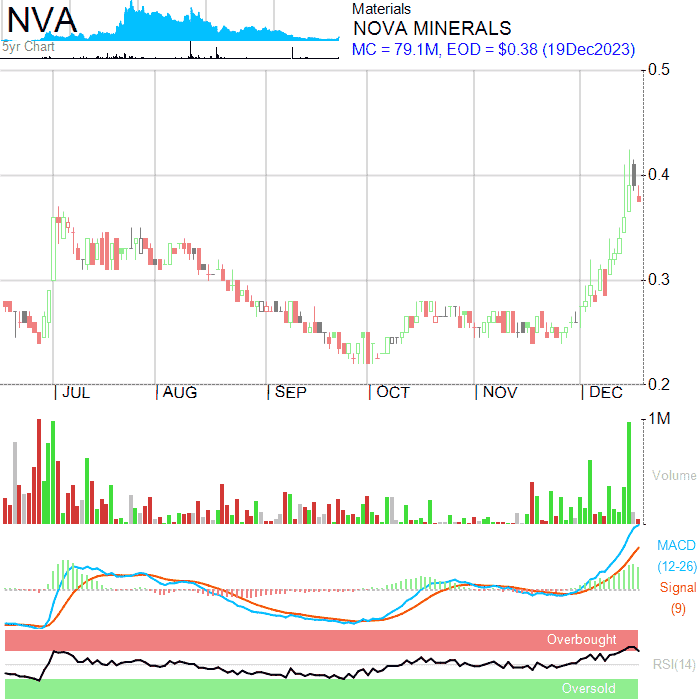 NVA
5yr Chart
Materials
NOVA MINERALS
MC = 79.1M, EOD = $0.38 (19Dec2023)
0.5
0.4
0.3
0.2
JUL AUG SEP OCT NOV DEC
1M
Volume
MACD
(12-26)
Signal
(9)
Overbought
RSI(14)
Oversold